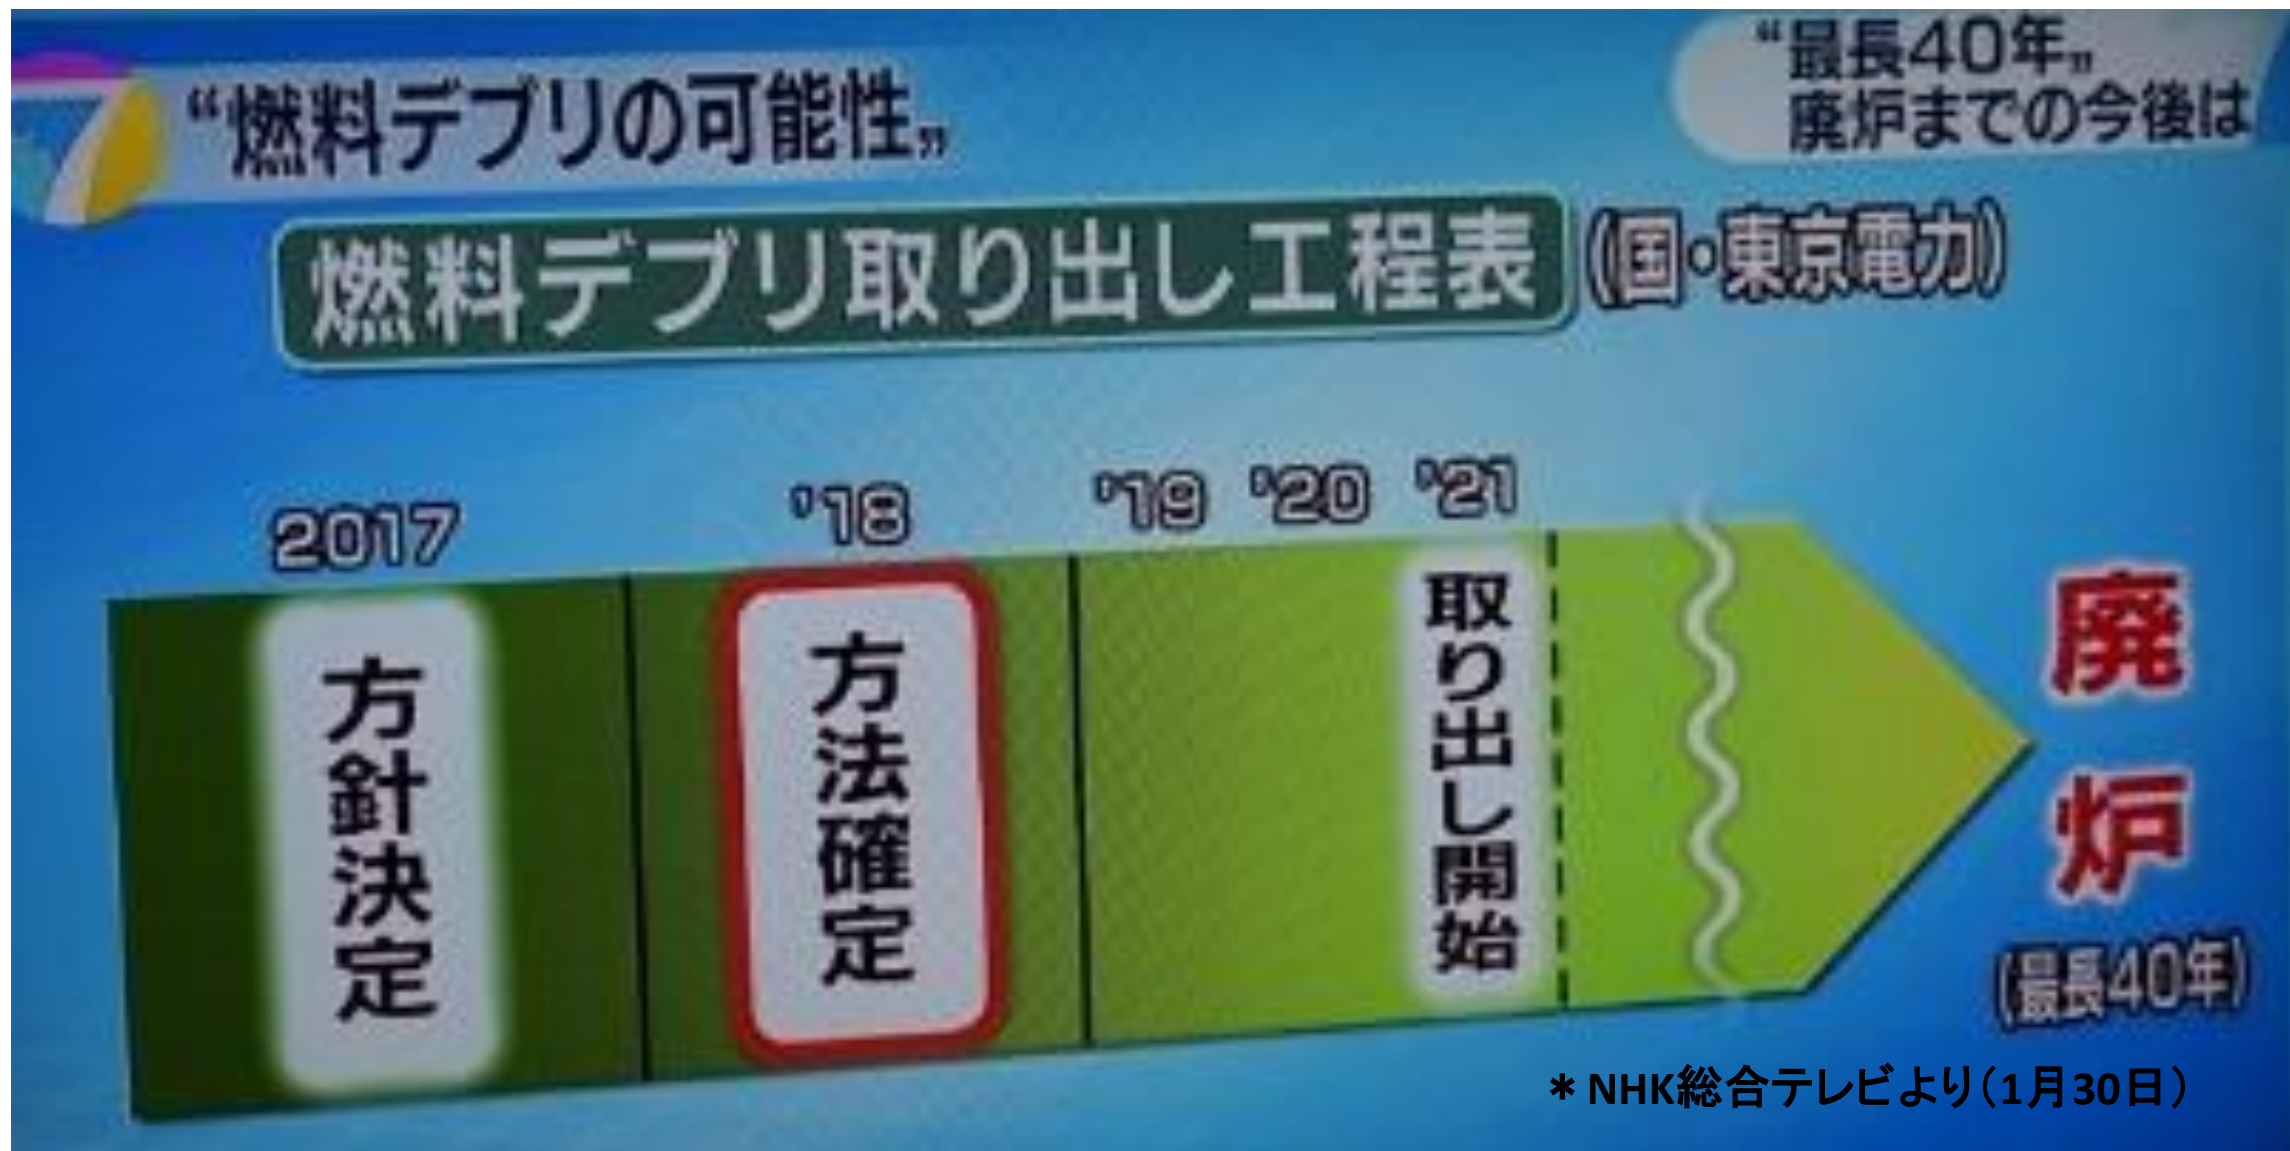 7
“燃料デブリの可能性„
“最長40年„
廃炉までの今後は
燃料デブリ取り出し工程表
(国・東京電力)
2017
'18
'19
'20
'21
方針決定
方法確定
取り出し開始
廃炉
(最長40年)
＊NHK総合テレビより（1月30日）